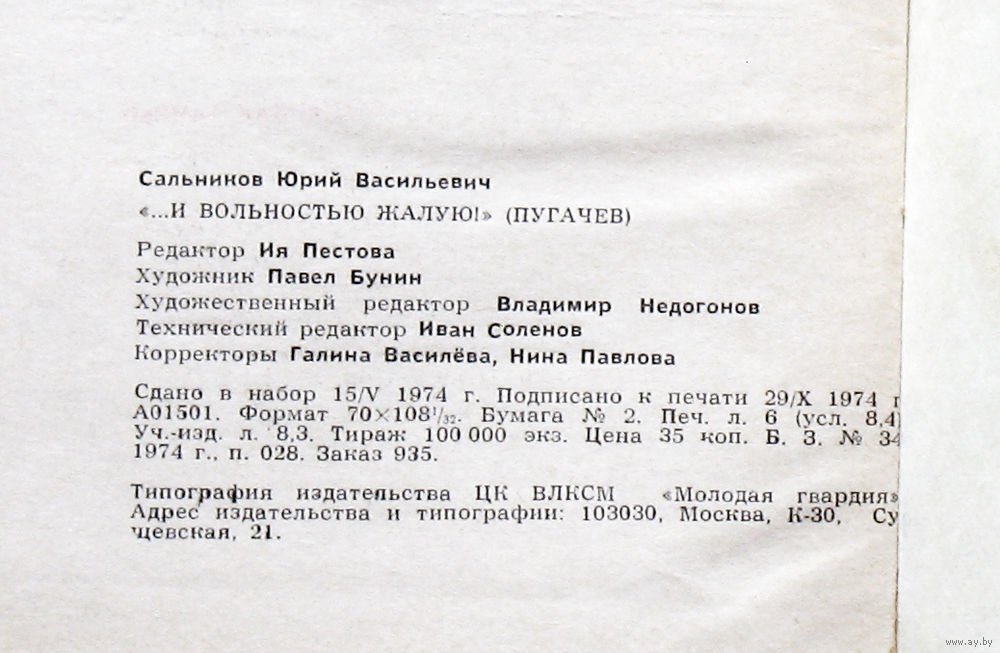 Сальников Юрий Васильевич
«...И ВОЛЬНОСТЬЮ ЖАЛУЮ!» (ПУГАЧЕВ)
Редактор Ия Пестова
Художник Павел Бунин
Художественный редактор Владимир Недогонов
Технический редактор Иван Соленов
Корректоры Галина Василёва, Нина Павлова
Сдано в набор 15/V 1974 г. Подписано к печати 29/X 1974 г
А01501. Формат 70×108¹/₃₂. Бумага № 2. Печ. л. 6 (усл. 8,4)
Уч.-изд. л. 8,3. Тираж 100 000 экз. Цена 35 коп. Б. З. № 34
1974 г., п. 028. Заказ 935.
Типография издательства ЦК ВЛКСМ «Молодая гвардия»
Адрес издательства и типографии: 103030, Москва, К-30, Су
щевская, 21.
www.ay.by